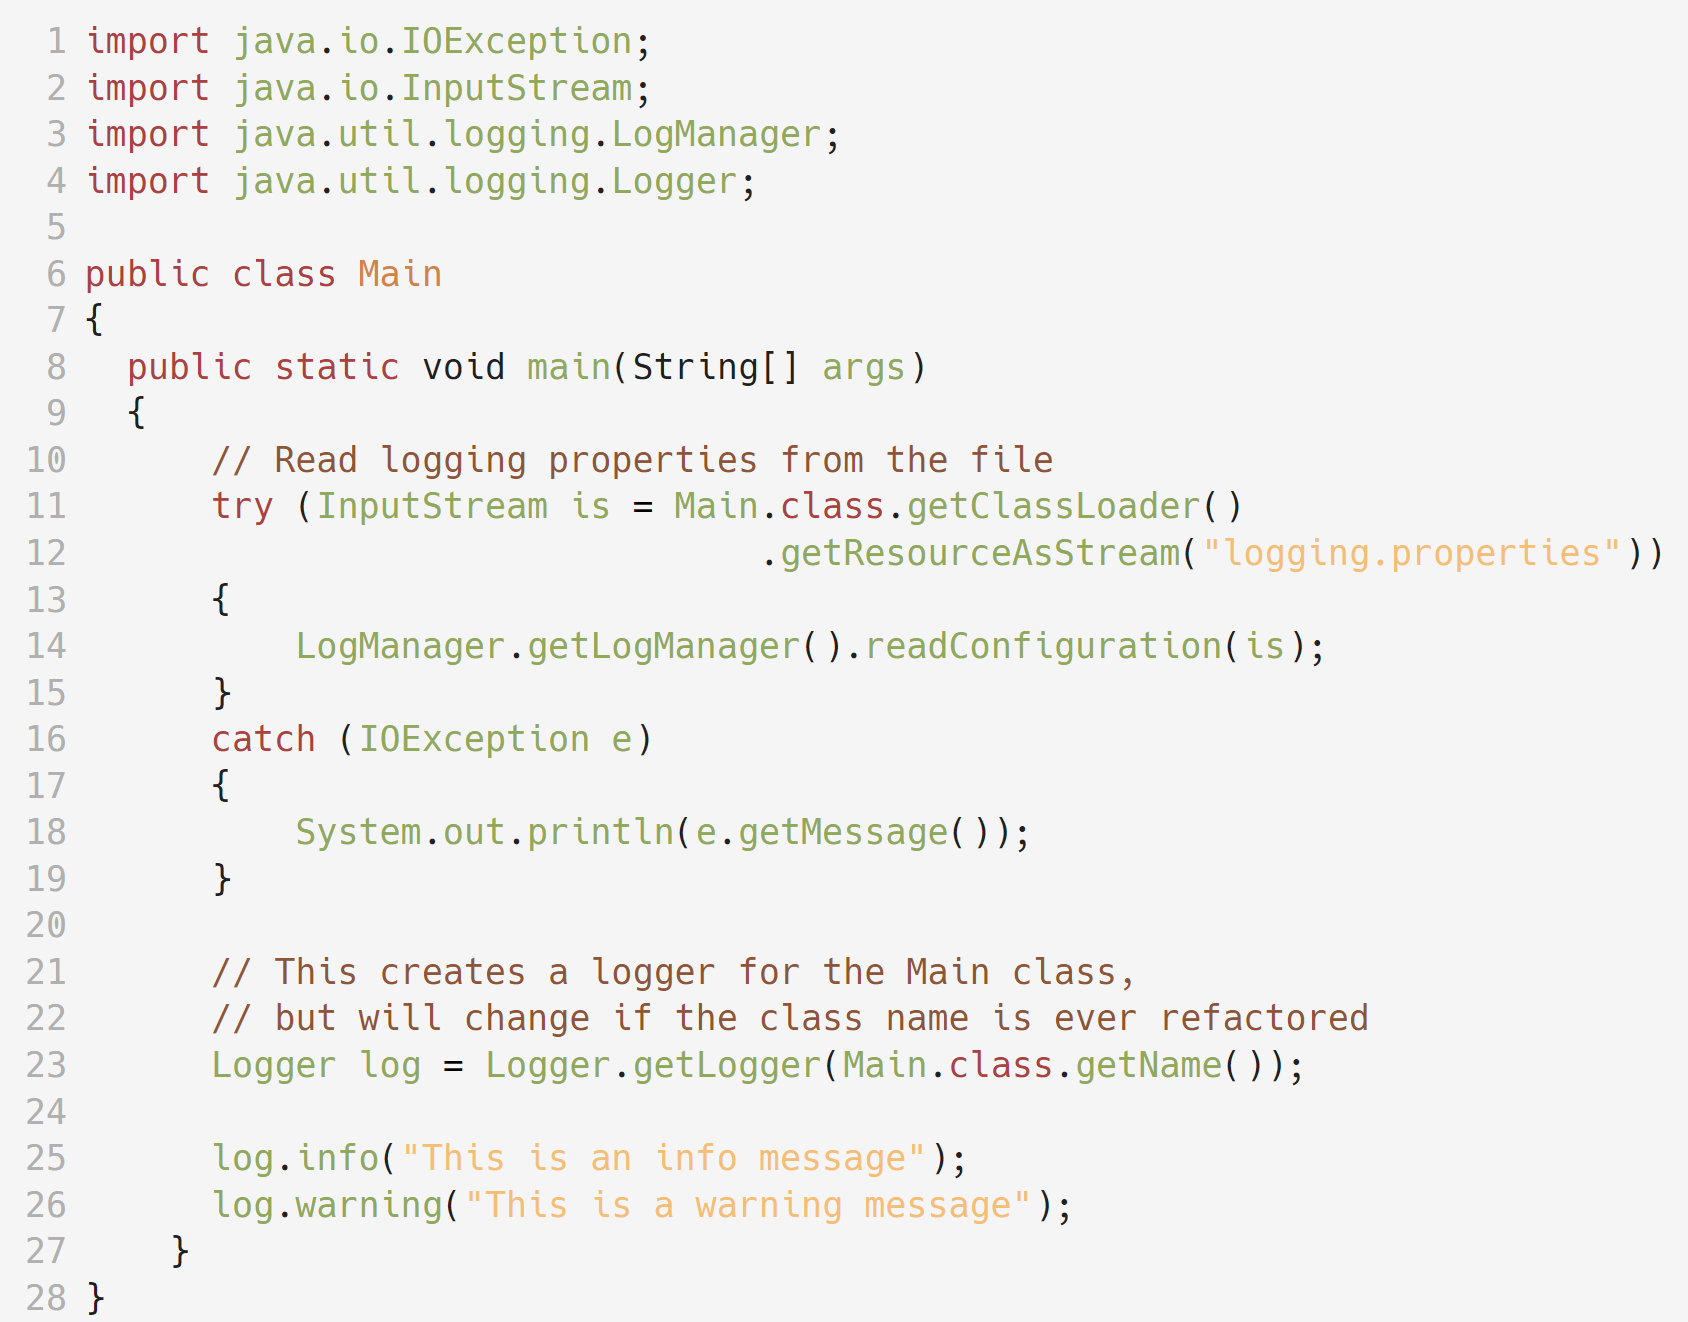 1 import java.io.IOException;
2 import java.io.InputStream;
3 import java.util.logging.LogManager;
4 import java.util.logging.Logger;
5
6 public class Main
7 {
8   public static void main(String[] args)
9   {
10       // Read logging properties from the file
11       try (InputStream is = Main.class.getClassLoader()
12                                 .getResourceAsStream("logging.properties"))
13       {
14           LogManager.getLogManager().readConfiguration(is);
15       }
16       catch (IOException e)
17       {
18           System.out.println(e.getMessage());
19       }
20
21       // This creates a logger for the Main class,
22       // but will change if the class name is ever refactored
23       Logger log = Logger.getLogger(Main.class.getName());
24
25       log.info("This is an info message");
26       log.warning("This is a warning message");
27     }
28 }